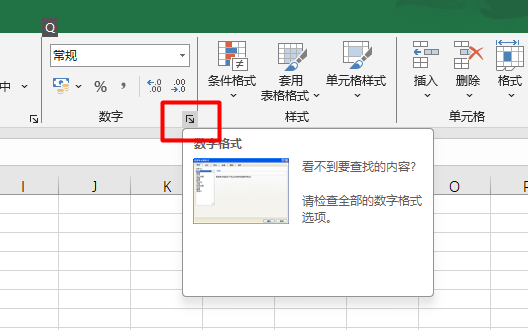 Q
常规
中
% , ←.0 .00 .00 →.0
条件格式 套用 单元格样式 插入 删除 格式
表格格式
数字 样式 单元格
数字格式
看不到要查找的内容?
请检查全部的数字格式
选项。
I J K O P